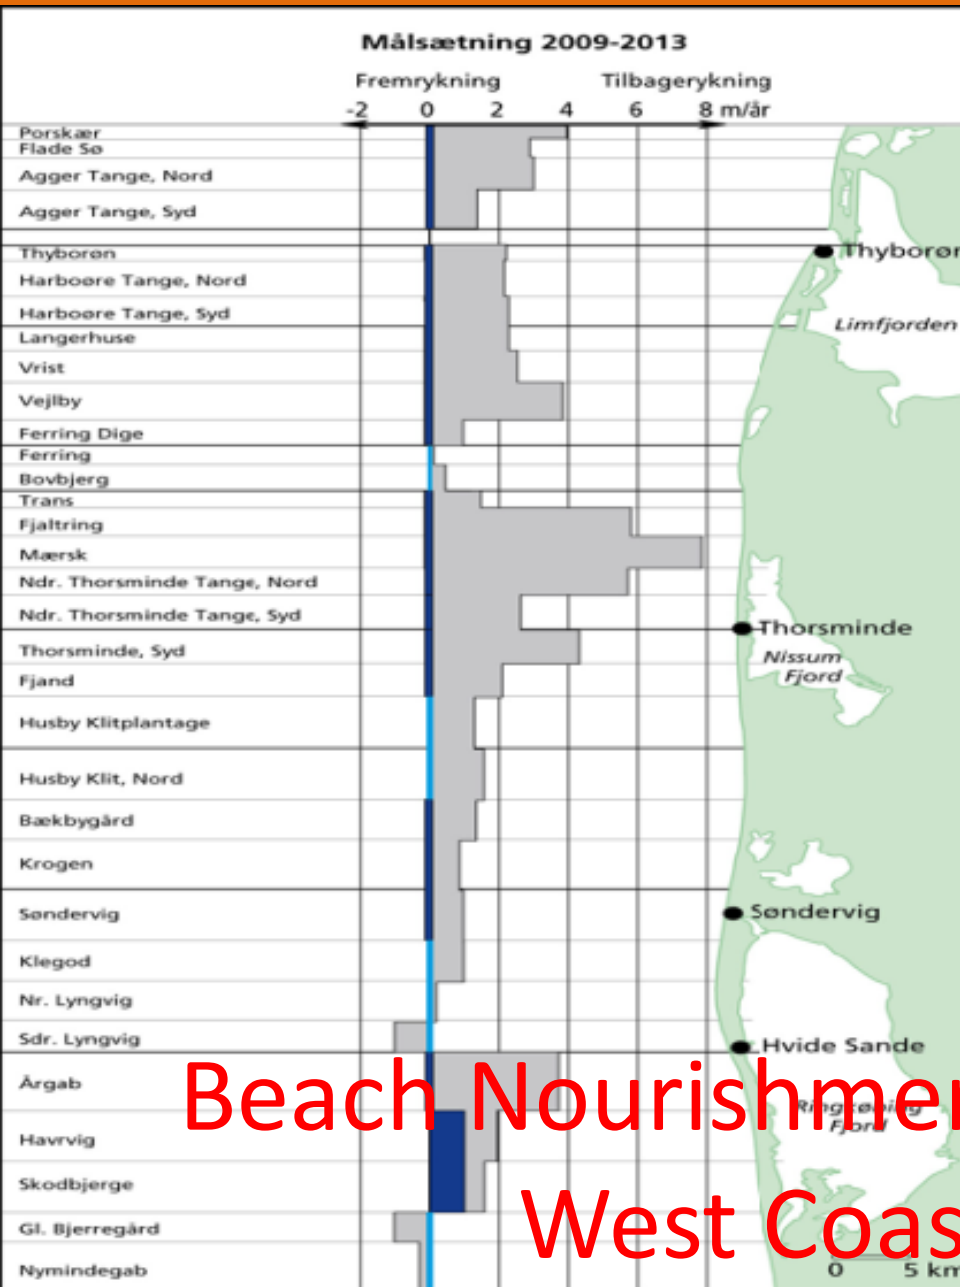 Målsætning 2009-2013
Fremrykning Tilbagerykning
-2 0 2 4 6 8 m/år
Porskær
Flade Sø
Agger Tange, Nord
Agger Tange, Syd
Thyborøn
Thyborøn
Harboøre Tange, Nord
Harboøre Tange, Syd
Limfjorden
Langerhuse
Vrist
Vejlby
Ferring Dige
Ferring
Bovbjerg
Trans
Fjaltring
Mærsk
Ndr. Thorsminde Tange, Nord
Ndr. Thorsminde Tange, Syd
Thorsminde
Thorsminde, Syd
Nissum
Fjord
Fjand
Husby Klitplantage
Husby Klit, Nord
Bækbygård
Krogen
Søndervig
Søndervig
Klegod
Nr. Lyngvig
Sdr. Lyngvig
Hvide Sande
Årgab
Beach Nourishmen
Ringkøbing
Fjord
Havrvig
Skodbjerge
West Coas
Gl. Bjerregård
Nymindegab
0 5 km